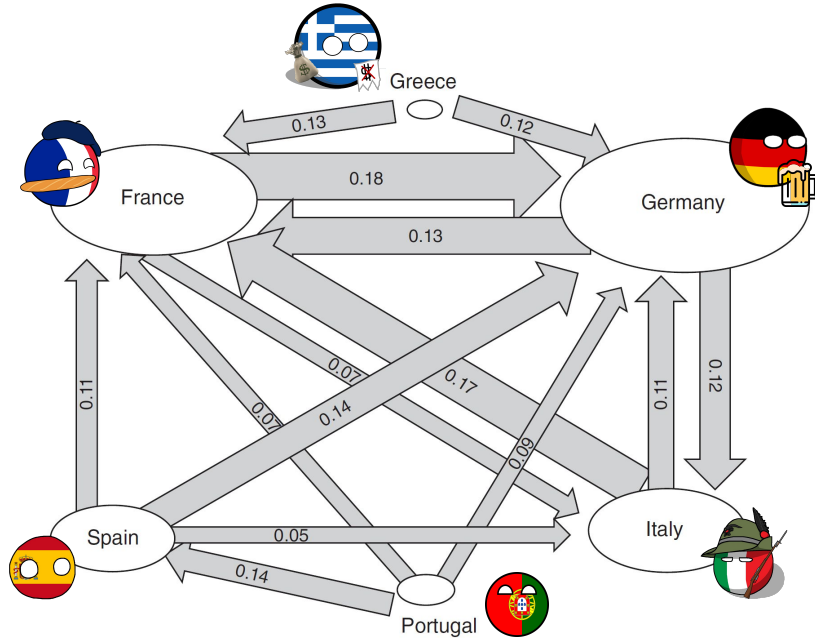 Greece
0.13
0.12
France
0.18
Germany
0.13
0.11
0.07
0.07
0.14
0.17
0.09
0.11
0.12
Spain
0.05
Italy
0.14
Portugal
$
$